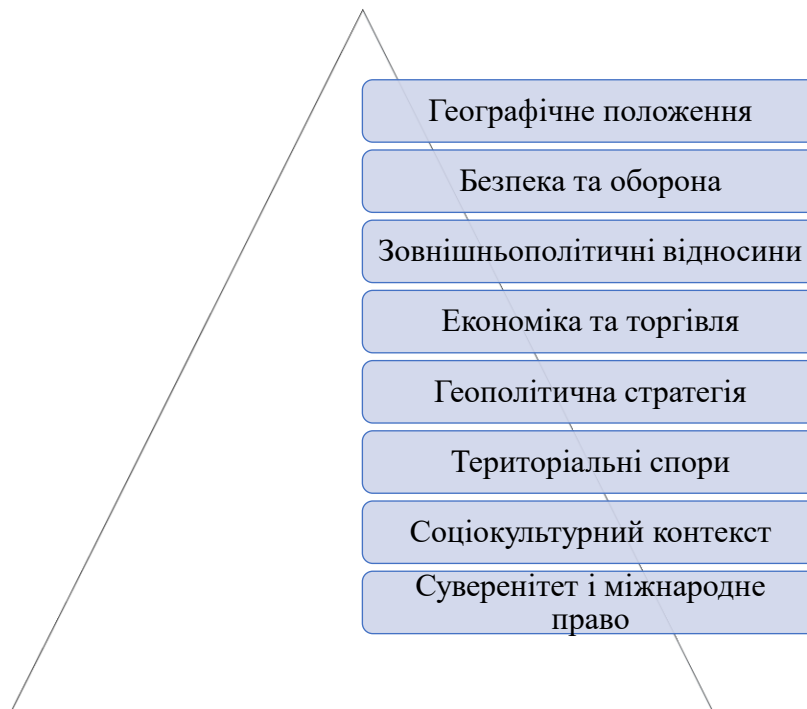 Географічне положення
Безпека та оборона
Зовнішньополітичні відносини
Економіка та торгівля
Геополітична стратегія
Територіальні спори
Соціокультурний контекст
Суверенітет і міжнародне
право